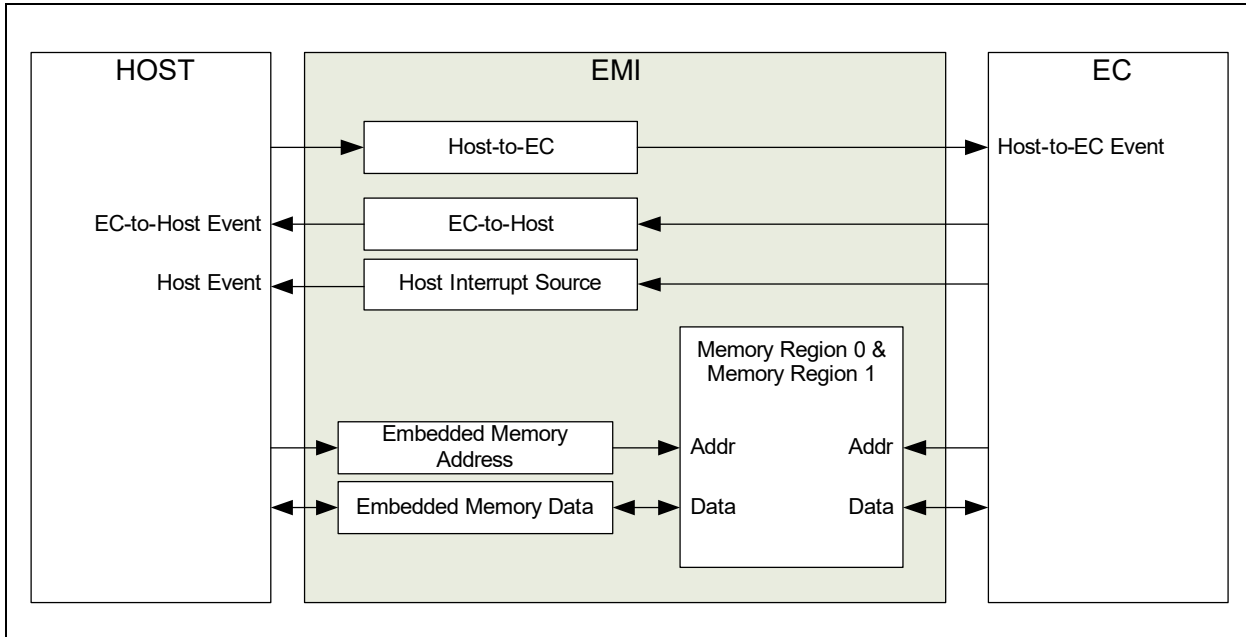 HOST
EMI
EC
Host-to-EC
Host-to-EC Event
EC-to-Host Event
EC-to-Host
Host Event
Host Interrupt Source
Memory Region 0 &
Memory Region 1
Embedded Memory
Address
Addr
Addr
Embedded Memory Data
Data
Data